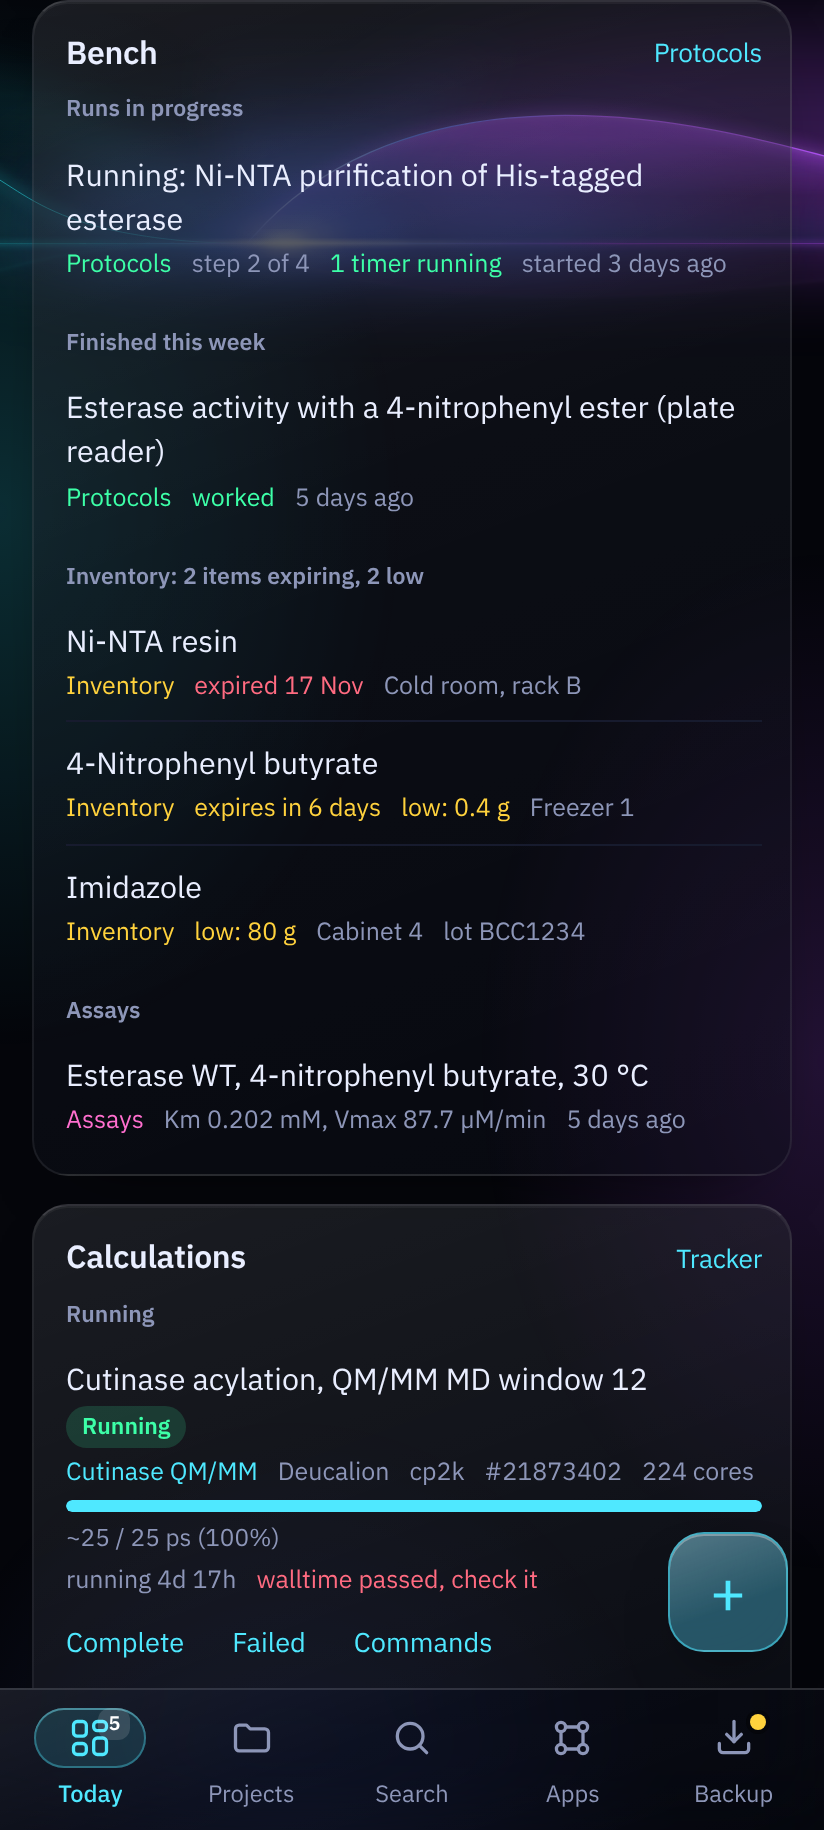 Bench
Protocols
Runs in progress
Running: Ni-NTA purification of His-tagged
esterase
Protocols step 2 of 4 1 timer running started 3 days ago
Finished this week
Esterase activity with a 4-nitrophenyl ester (plate
reader)
Protocols worked 5 days ago
Inventory: 2 items expiring, 2 low
Ni-NTA resin
Inventory expired 17 Nov Cold room, rack B
4-Nitrophenyl butyrate
Inventory expires in 6 days low: 0.4 g Freezer 1
Imidazole
Inventory low: 80 g Cabinet 4 lot BCC1234
Assays
Esterase WT, 4-nitrophenyl butyrate, 30 °C
Assays Km 0.202 mM, Vmax 87.7 µM/min 5 days ago
Calculations
Tracker
Running
Cutinase acylation, QM/MM MD window 12
Running
Cutinase QM/MM Deucalion cp2k #21873402 224 cores
~25 / 25 ps (100%)
running 4d 17h walltime passed, check it
+
Complete Failed Commands
5
Today Projects Search Apps Backup